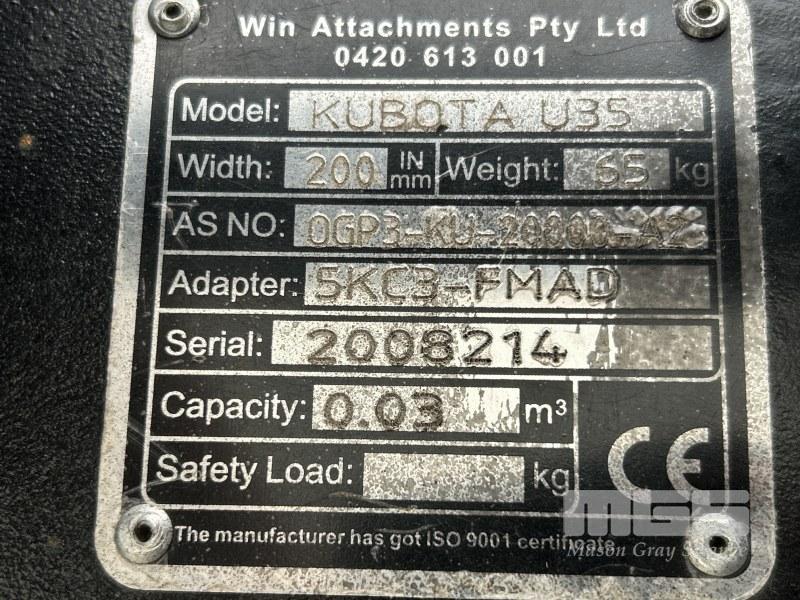 Win Attachments Pty Ltd
0420 613 001
Model: KUBOTA U35
Width: 200 IN mm Weight: 65 kg
AS NO:
Adapter: 5KC3-FMAD
Serial: 2008214
Capacity: 0.03 m³
Safety Load: kg
CE
The manufacturer has got ISO 9001 certificate
MGS